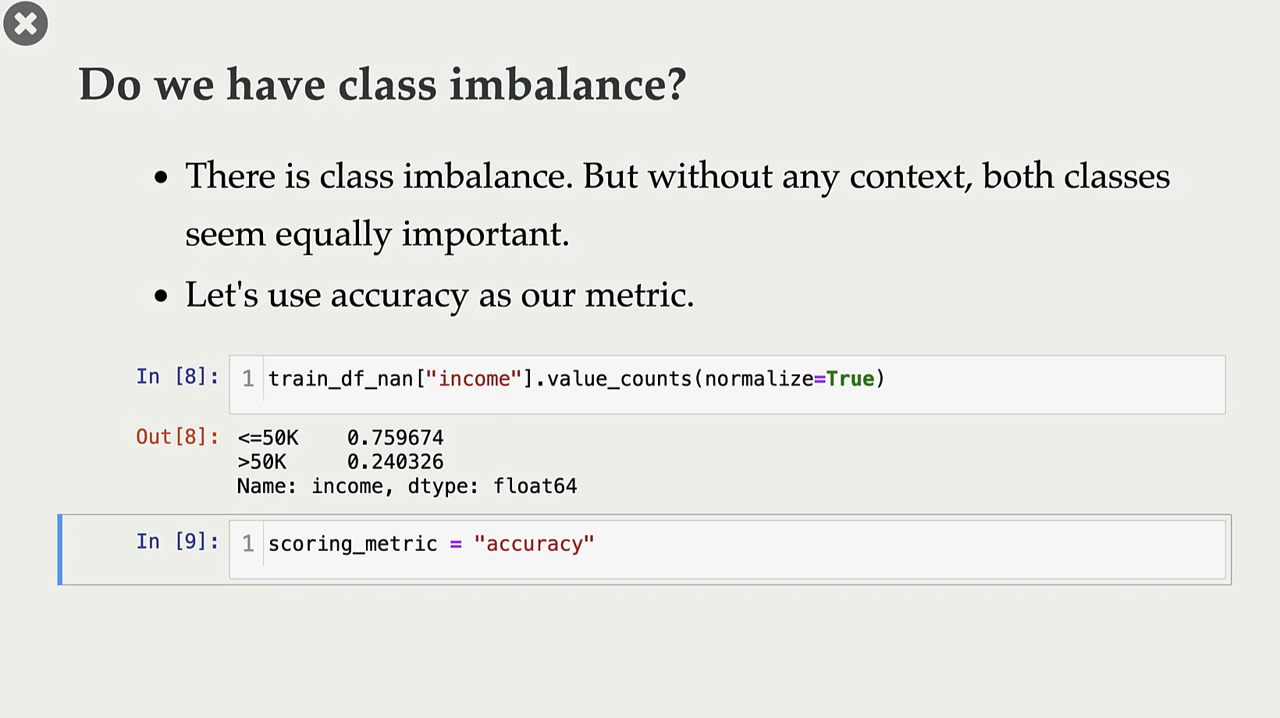 Do we have class imbalance?
• There is class imbalance. But without any context, both classes
seem equally important.
• Let's use accuracy as our metric.
In [8]: 1 train_df_nan["income"].value_counts(normalize=True)
Out[8]: <=50K    0.759674
>50K    0.240326
Name: income, dtype: float64
In [9]: 1 scoring_metric = "accuracy"